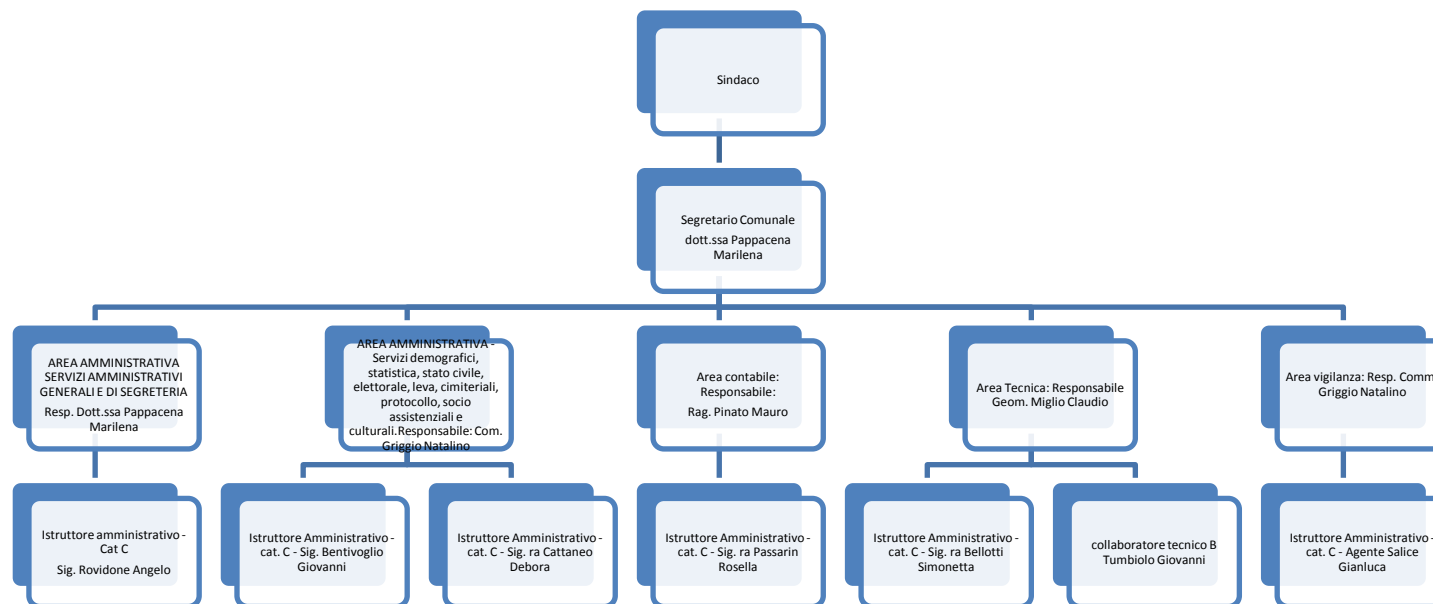 Sindaco
Segretario Comunale
dott.ssa Pappacena
Marilena
AREA AMMINISTRATIVA
SERVIZI AMMINISTRATIVI
GENERALI E DI SEGRETERIA
Resp. Dott.ssa Pappacena
Marilena
AREA AMMINISTRATIVA -
Servizi demografici,
statistica, stato civile,
elettorale, leva, cimiteriali,
protocollo, socio
assistenziali e
culturali.Responsabile: Com.
Griggio Natalino
Area contabile:
Responsabile:
Rag. Pinato Mauro
Area Tecnica: Responsabile
Geom. Miglio Claudio
Area vigilanza: Resp. Comm
Griggio Natalino
Istruttore amministrativo -
Cat C
Sig. Rovidone Angelo
Istruttore Amministrativo -
cat. C - Sig. Bentivoglio
Giovanni
Istruttore Amministrativo -
cat. C - Sig. ra Cattaneo
Debora
Istruttore Amministrativo -
cat. C - Sig. ra Passarin
Rosella
Istruttore Amministrativo -
cat. C - Sig. ra Bellotti
Simonetta
collaboratore tecnico B
Tumbiolo Giovanni
Istruttore Amministrativo -
cat. C - Agente Salice
Gianluca